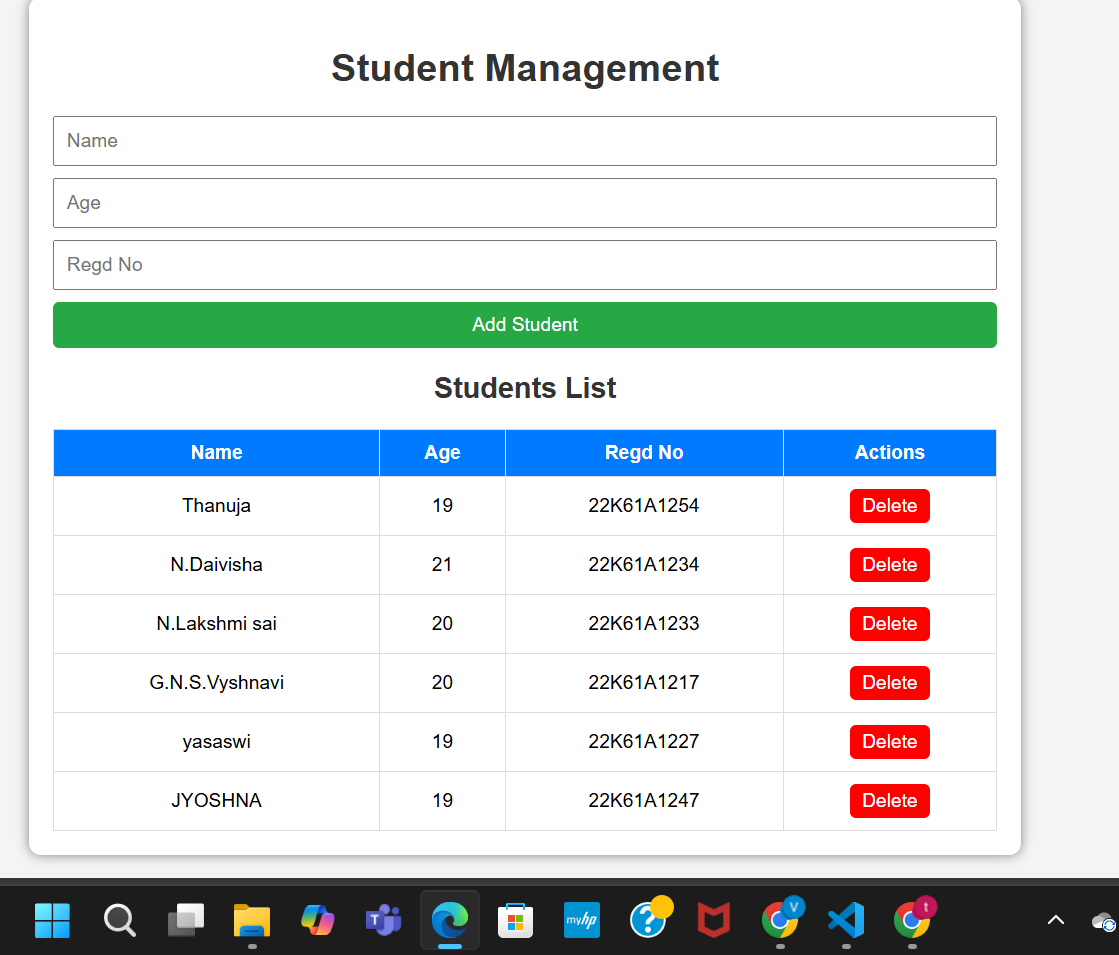 Student Management
Name
Age
Regd No
Add Student
Students List
Name Age Regd No Actions
Thanuja 19 22K61A1254 Delete
N.Daivisha 21 22K61A1234 Delete
N.Lakshmi sai 20 22K61A1233 Delete
G.N.S.Vyshnavi 20 22K61A1217 Delete
yasaswi 19 22K61A1227 Delete
JYOSHNA 19 22K61A1247 Delete
T myhp ? V t